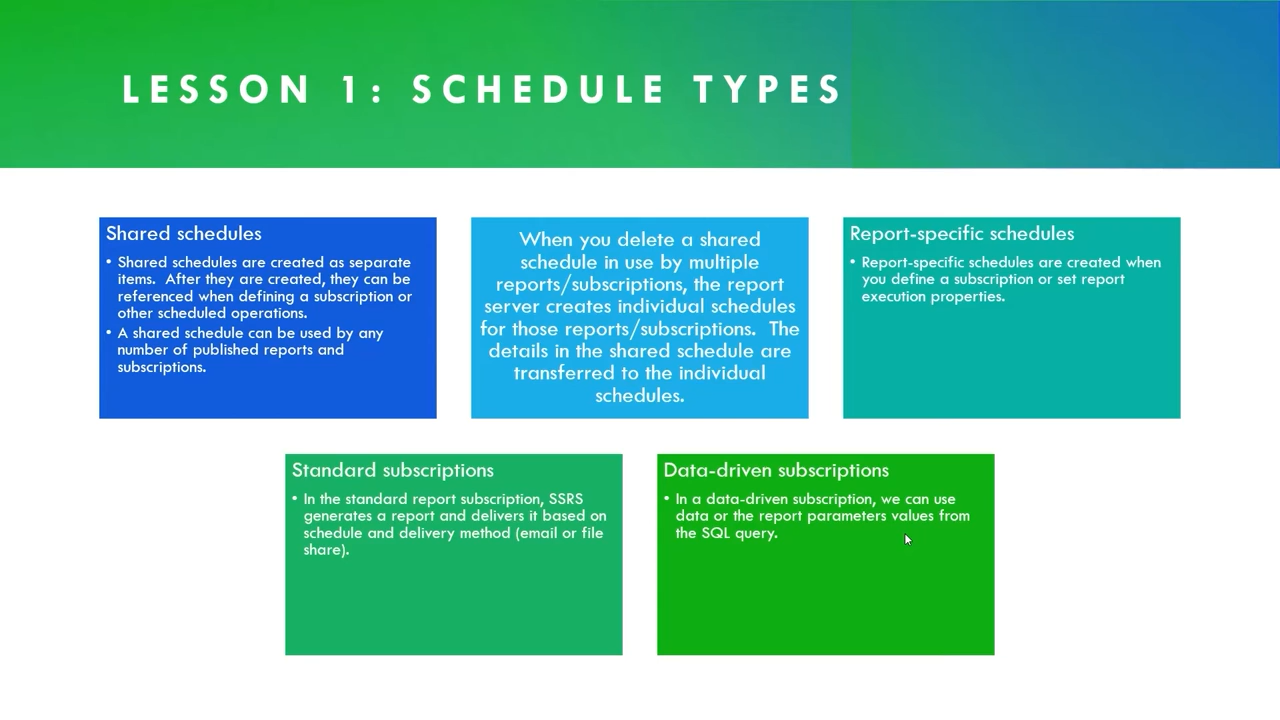 LESSON 1: SCHEDULE TYPES
Shared schedules
• Shared schedules are created as separate
items.  After they are created, they can be
referenced when defining a subscription or
other scheduled operations.
• A shared schedule can be used by any
number of published reports and
subscriptions.
When you delete a shared
schedule in use by multiple
reports/subscriptions, the report
server creates individual schedules
for those reports/subscriptions.  The
details in the shared schedule are
transferred to the individual
schedules.
Report-specific schedules
• Report-specific schedules are created when
you define a subscription or set report
execution properties.
Standard subscriptions
• In the standard report subscription, SSRS
generates a report and delivers it based on
schedule and delivery method (email or file
share).
Data-driven subscriptions
• In a data-driven subscription, we can use
data or the report parameters values from
the SQL query.